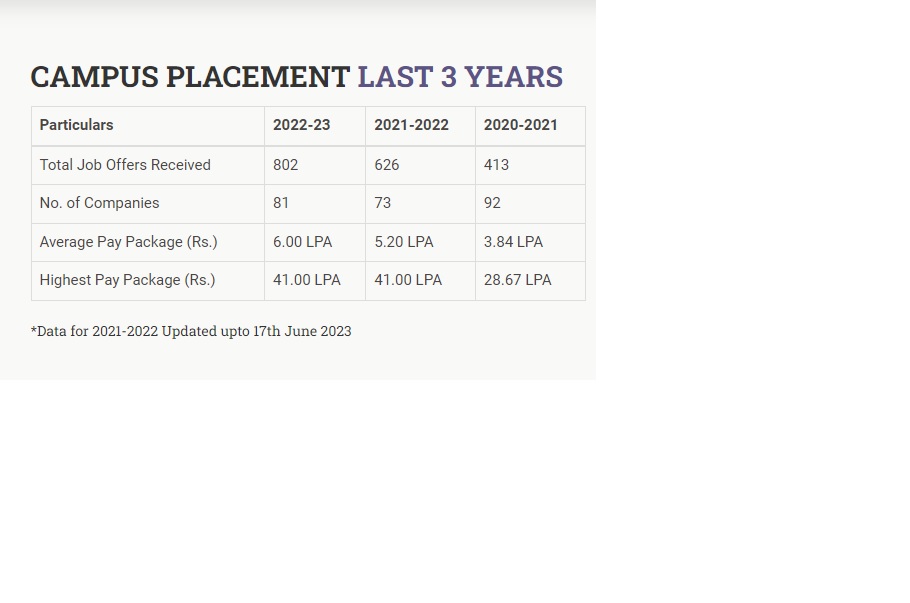 CAMPUS PLACEMENT LAST 3 YEARS
Particulars 2022-23 2021-2022 2020-2021
Total Job Offers Received 802 626 413
No. of Companies 81 73 92
Average Pay Package (Rs.) 6.00 LPA 5.20 LPA 3.84 LPA
Highest Pay Package (Rs.) 41.00 LPA 41.00 LPA 28.67 LPA
*Data for 2021-2022 Updated upto 17th June 2023